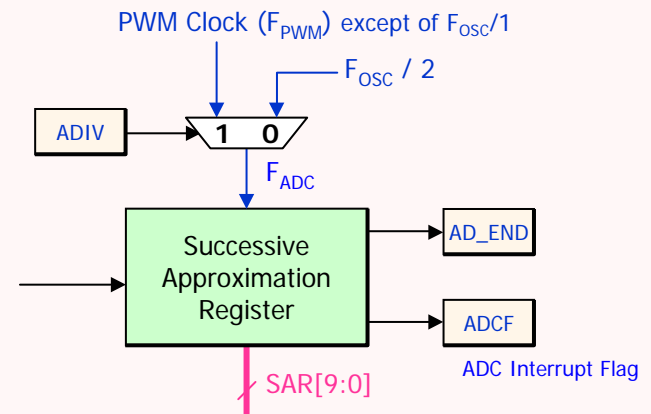 PWM Clock (FPWM) except of FOSC/1
FOSC / 2
ADIV
1 0
FADC
Successive
Approximation
Register
AD_END
ADCF
ADC Interrupt Flag
SAR[9:0]